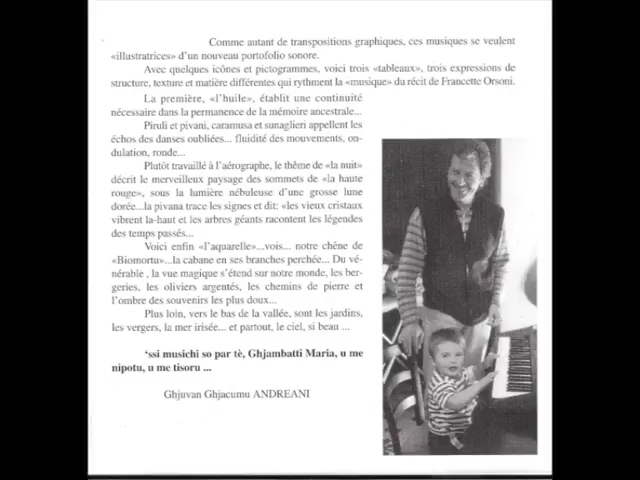 Comme autant de transpositions graphiques, ces musiques se veulent
«illustratrices» d'un nouveau portofolio sonore.
Avec quelques icônes et pictogrammes, voici trois «tableaux», trois expressions de
structure, texture et matière différentes qui rythment la «musique» du récit de Francette Orsoni.
La première, «l'huile», établit une continuité
nécessaire dans la permanence de la mémoire ancestrale...
Piruli et pivani, caramusa et sunaglieri appellent les
échos des danses oubliées... fluidité des mouvements, on-
dulation, ronde...
Plutôt travaillé à l'aérographe, le thème de «la nuit»
décrit le merveilleux paysage des sommets de «la haute
rouge», sous la lumière nébuleuse d'une grosse lune
dorée...la pivana trace les signes et dit: «les vieux cristaux
vibrent la-haut et les arbres géants racontent les légendes
des temps passés...
Voici enfin «l'aquarelle»...vois... notre chêne de
«Biomortu»...la cabane en ses branches perchée... Du vé-
nérable , la vue magique s'étend sur notre monde, les ber-
geries, les oliviers argentés, les chemins de pierre et
l'ombre des souvenirs les plus doux...
Plus loin, vers le bas de la vallée, sont les jardins,
les vergers, la mer irisée... et partout, le ciel, si beau ...
'ssi musichi so par tè, Ghjambatti Maria, u me
nipotu, u me tisoru ...
Ghjuvan Ghjacumu ANDREANI